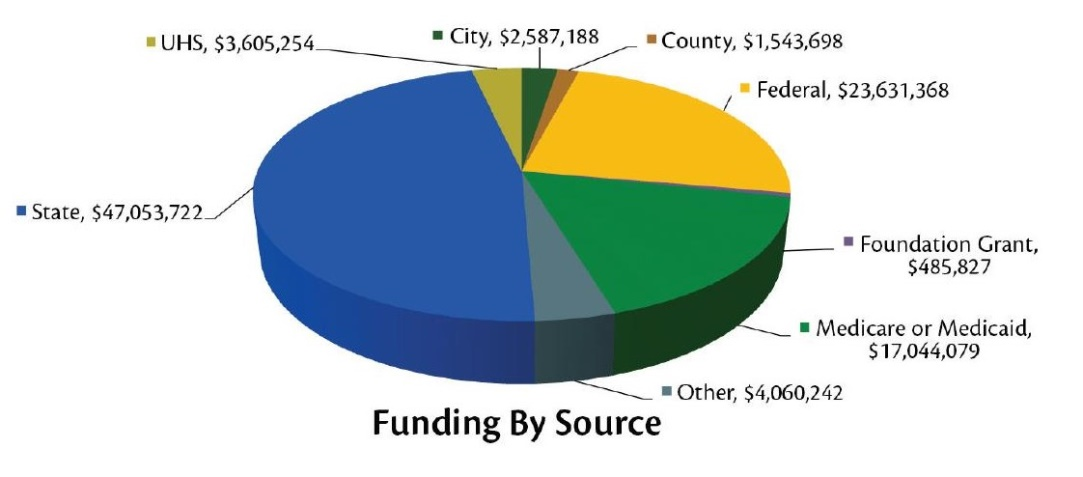 City, $2,587,188
UHS, $3,605,254
County, $1,543,698
Federal, $23,631,368
State, $47,053,722
Foundation Grant,
$485,827
Medicare or Medicaid,
$17,044,079
Other, $4,060,242
Funding By Source